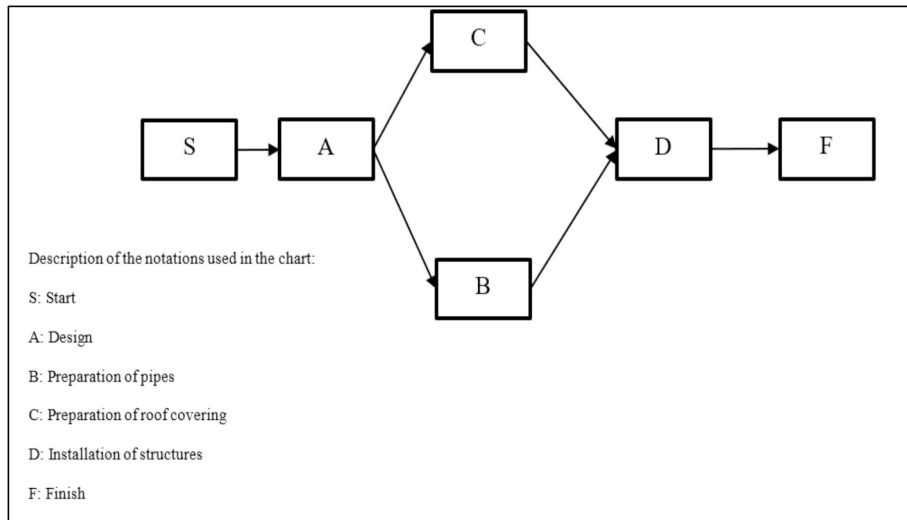 C
S
A
D
F
B
Description of the notations used in the chart:
S: Start
A: Design
B: Preparation of pipes
C: Preparation of roof covering
D: Installation of structures
F: Finish